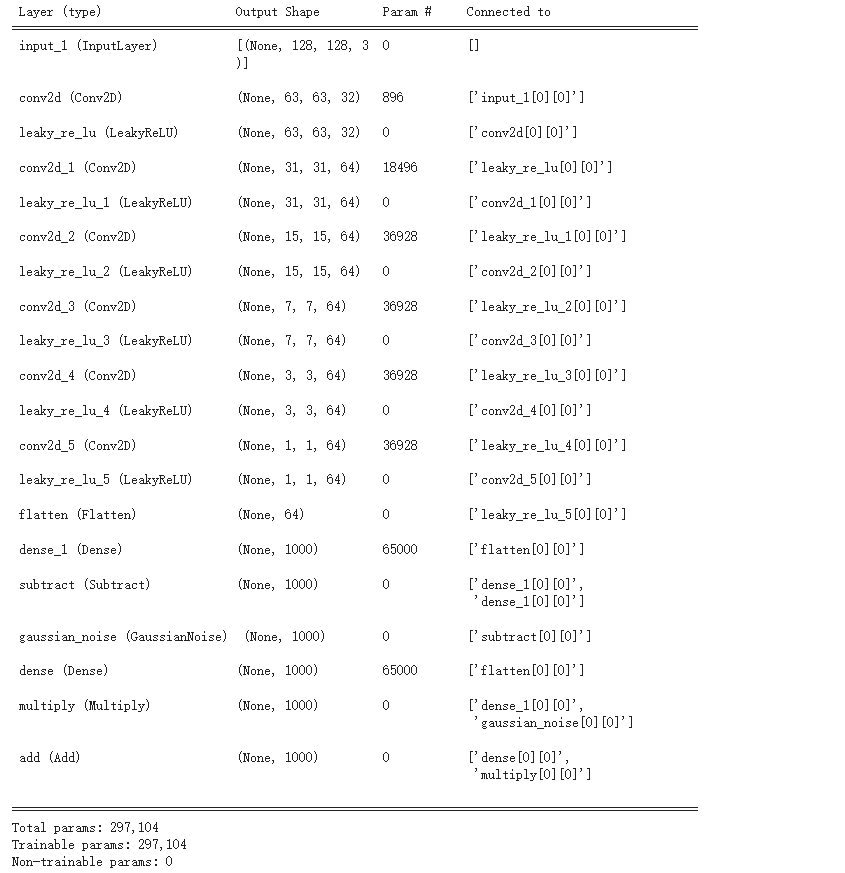 Layer (type) Output Shape Param # Connected to
input_1 (InputLayer) [(None, 128, 128, 3 0 []
)]
conv2d (Conv2D) (None, 63, 63, 32) 896 ['input_1[0][0]']
leaky_re_lu (LeakyReLU) (None, 63, 63, 32) 0 ['conv2d[0][0]']
conv2d_1 (Conv2D) (None, 31, 31, 64) 18496 ['leaky_re_lu[0][0]']
leaky_re_lu_1 (LeakyReLU) (None, 31, 31, 64) 0 ['conv2d_1[0][0]']
conv2d_2 (Conv2D) (None, 15, 15, 64) 36928 ['leaky_re_lu_1[0][0]']
leaky_re_lu_2 (LeakyReLU) (None, 15, 15, 64) 0 ['conv2d_2[0][0]']
conv2d_3 (Conv2D) (None, 7, 7, 64) 36928 ['leaky_re_lu_2[0][0]']
leaky_re_lu_3 (LeakyReLU) (None, 7, 7, 64) 0 ['conv2d_3[0][0]']
conv2d_4 (Conv2D) (None, 3, 3, 64) 36928 ['leaky_re_lu_3[0][0]']
leaky_re_lu_4 (LeakyReLU) (None, 3, 3, 64) 0 ['conv2d_4[0][0]']
conv2d_5 (Conv2D) (None, 1, 1, 64) 36928 ['leaky_re_lu_4[0][0]']
leaky_re_lu_5 (LeakyReLU) (None, 1, 1, 64) 0 ['conv2d_5[0][0]']
flatten (Flatten) (None, 64) 0 ['leaky_re_lu_5[0][0]']
dense_1 (Dense) (None, 1000) 65000 ['flatten[0][0]']
subtract (Subtract) (None, 1000) 0 ['dense_1[0][0]',
'dense_1[0][0]']
gaussian_noise (GaussianNoise) (None, 1000) 0 ['subtract[0][0]']
dense (Dense) (None, 1000) 65000 ['flatten[0][0]']
multiply (Multiply) (None, 1000) 0 ['dense_1[0][0]',
'gaussian_noise[0][0]']
add (Add) (None, 1000) 0 ['dense[0][0]',
'multiply[0][0]']
Total params: 297,104
Trainable params: 297,104
Non-trainable params: 0